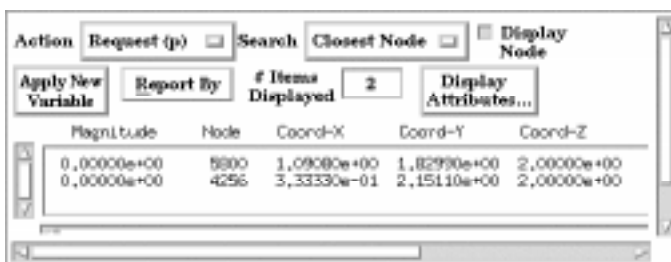 Action Request (p) Search Closest Node Display Node
Apply New Variable Report By # Items Displayed 2 Display Attributes...
Magnitude Node Coord-X Coord-Y Coord-Z
0.00000e+00 5800 1.09080e+00 1.82990e+00 2.00000e+00
0.00000e+00 4256 3.33330e-01 2.15110e+00 2.00000e+00